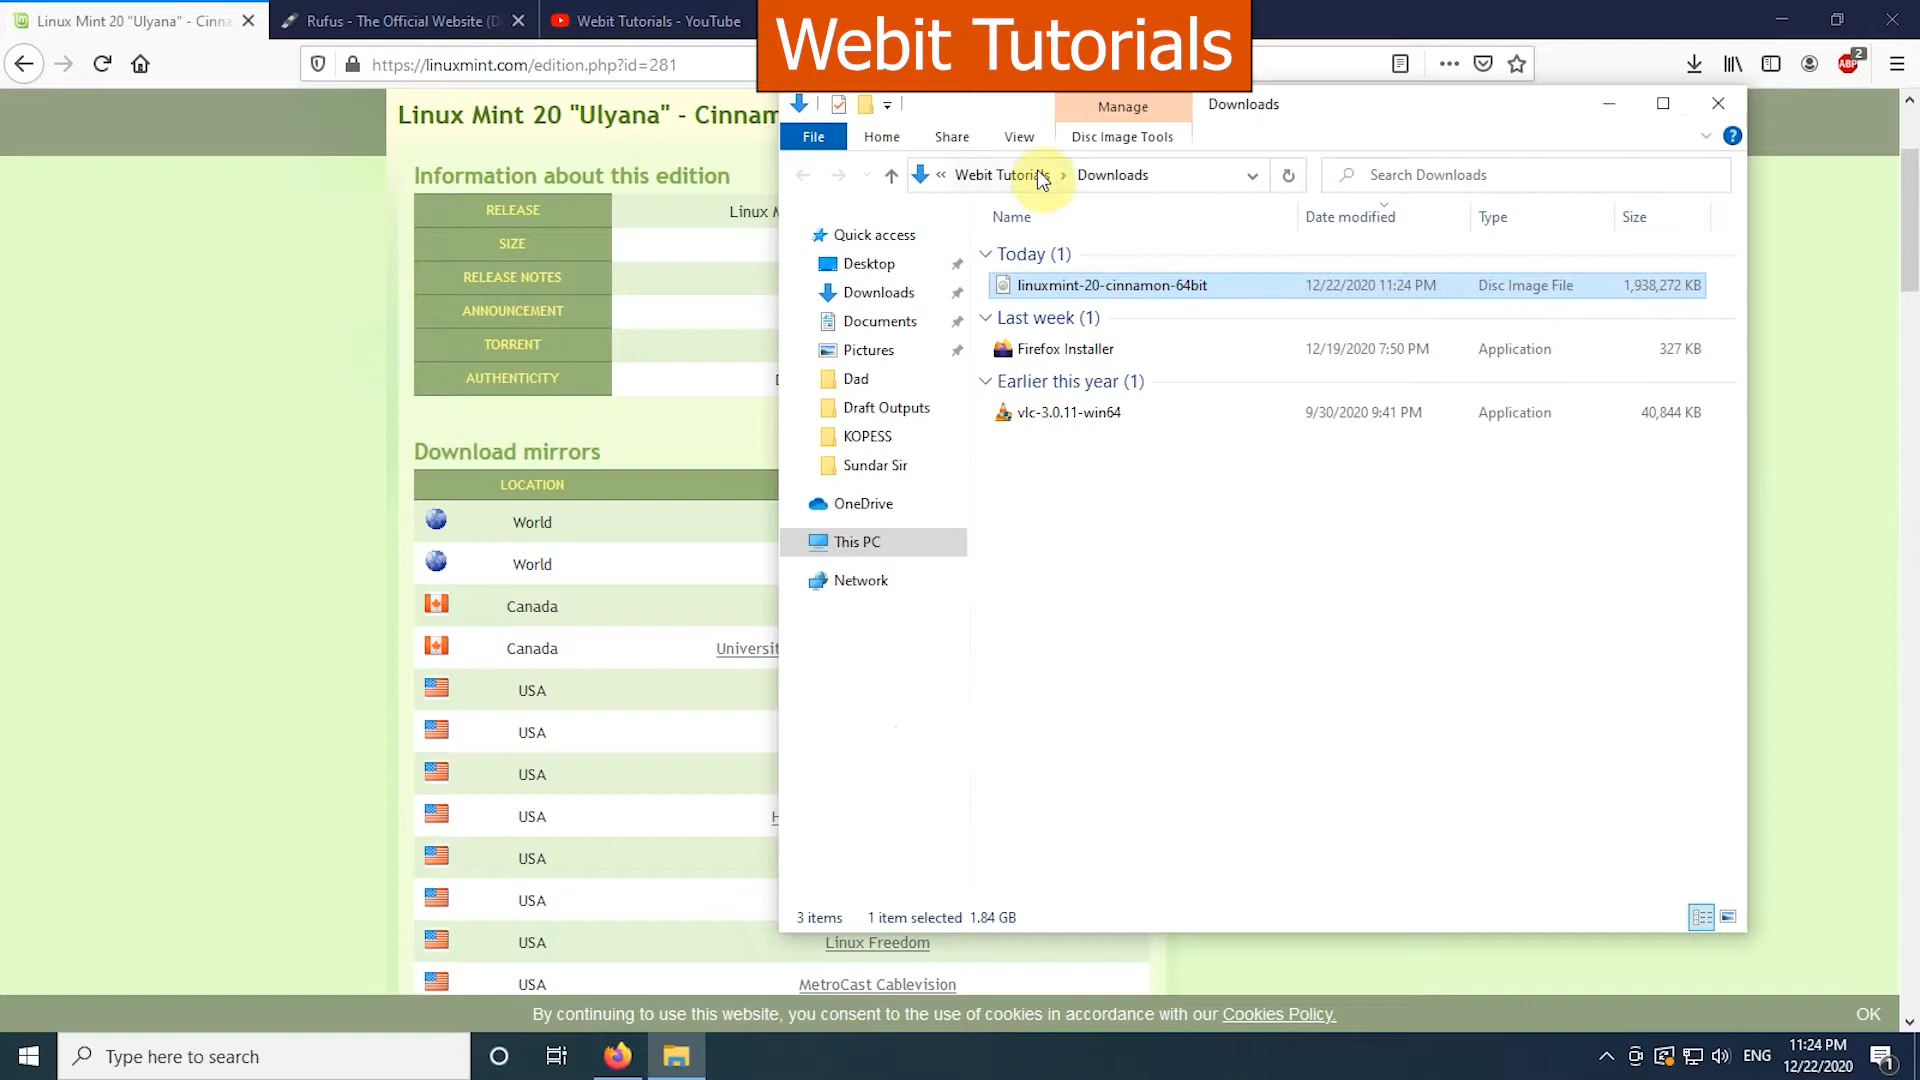 Linux Mint 20 "Ulyana" - Cinna
Rufus - The Official Website (D
Webit Tutorials - YouTube
Webit Tutorials
https://linuxmint.com/edition.php?id=281
ABP
2
Linux Mint 20 "Ulyana" - Cinnam
Information about this edition
RELEASE
Linux M
SIZE
RELEASE NOTES
ANNOUNCEMENT
TORRENT
AUTHENTICITY
Download mirrors
LOCATION
World
World
Canada
Canada
Universit
USA
USA
USA
USA
USA
USA
USA
Linux Freedom
USA
MetroCast Cablevision
Manage
Downloads
File
Home
Share
View
Disc Image Tools
« Webit Tutorials › Downloads
Search Downloads
Name
Date modified
Type
Size
Quick access
Desktop
Downloads
Documents
Pictures
Dad
Draft Outputs
KOPESS
Sundar Sir
OneDrive
This PC
Network
Today (1)
linuxmint-20-cinnamon-64bit 12/22/2020 11:24 PM Disc Image File 1,938,272 KB
Last week (1)
Firefox Installer 12/19/2020 7:50 PM Application 327 KB
Earlier this year (1)
vlc-3.0.11-win64 9/30/2020 9:41 PM Application 40,844 KB
3 items 1 item selected 1.84 GB
By continuing to use this website, you consent to the use of cookies in accordance with our Cookies Policy.
OK
Type here to search
ENG
11:24 PM
12/22/2020
1